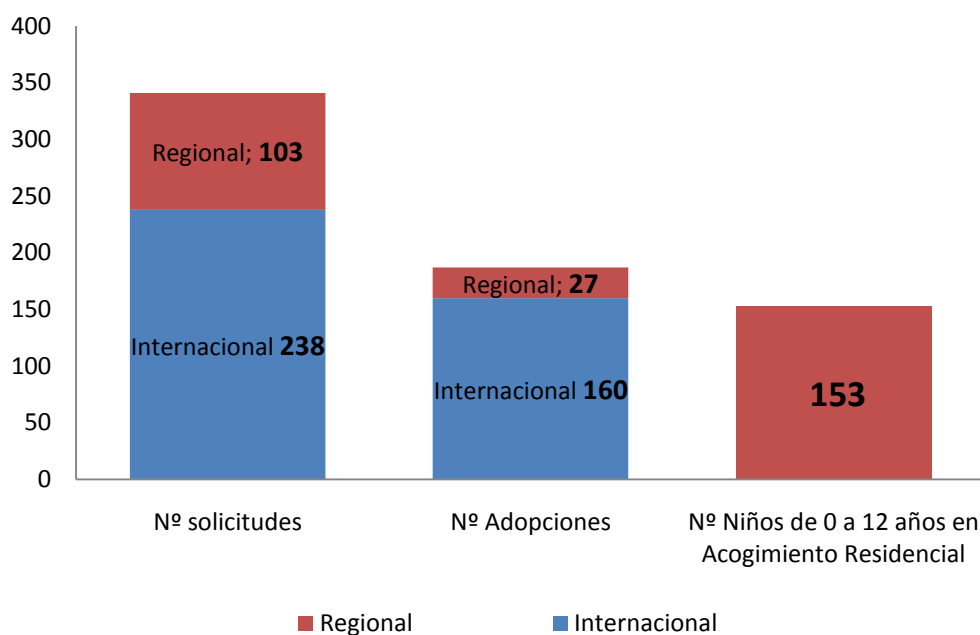 400
350
300
250
200
150
100
50
0
Regional; 103
Internacional 238
Regional; 27
Internacional 160
153
Nº solicitudes
Nº Adopciones
Nº Niños de 0 a 12 años en
Acogimiento Residencial
Regional
Internacional